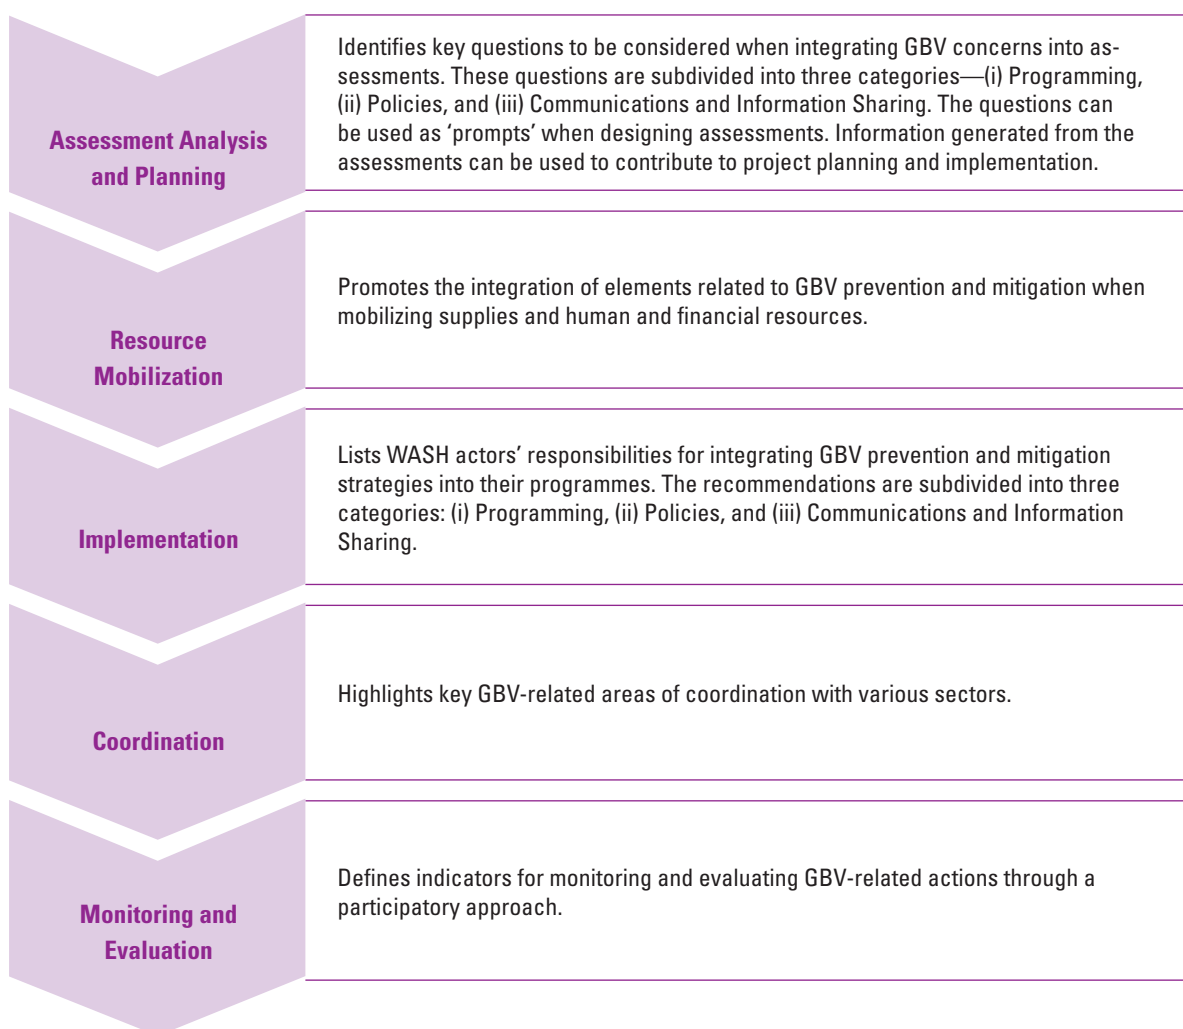 Assessment Analysis
and Planning
Identifies key questions to be considered when integrating GBV concerns into as-
sessments. These questions are subdivided into three categories—(i) Programming,
(ii) Policies, and (iii) Communications and Information Sharing. The questions can
be used as ‘prompts’ when designing assessments. Information generated from the
assessments can be used to contribute to project planning and implementation.
Resource
Mobilization
Promotes the integration of elements related to GBV prevention and mitigation when
mobilizing supplies and human and financial resources.
Implementation
Lists WASH actors’ responsibilities for integrating GBV prevention and mitigation
strategies into their programmes. The recommendations are subdivided into three
categories: (i) Programming, (ii) Policies, and (iii) Communications and Information
Sharing.
Coordination
Highlights key GBV-related areas of coordination with various sectors.
Monitoring and
Evaluation
Defines indicators for monitoring and evaluating GBV-related actions through a
participatory approach.